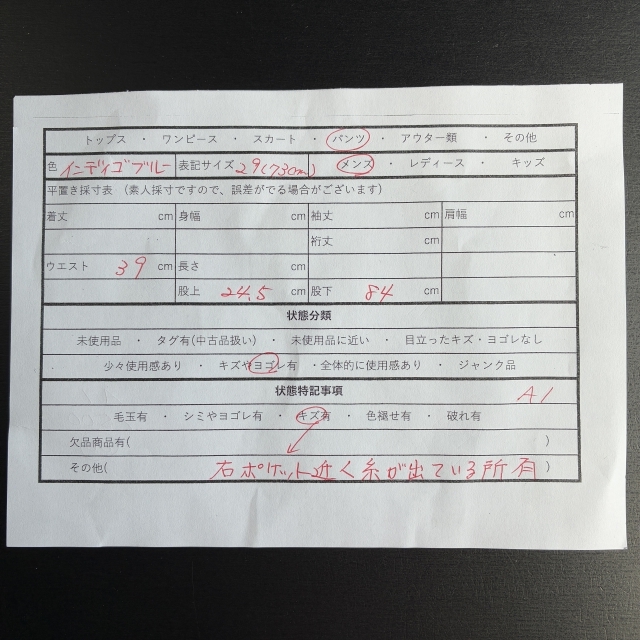 トップス ・ ワンピース ・ スカート ・ パンツ ・ アウター類 ・ その他
色 インディゴブルー 表記サイズ 29(73cm) メンズ ・ レディース ・ キッズ
平置き採寸表 (素人採寸ですので、誤差がでる場合がございます)
着丈 cm 身幅 cm 袖丈 cm 肩幅 cm
裄丈 cm
ウエスト 39 cm 長さ cm
股上 24.5 cm 股下 84 cm
状態分類
未使用品 ・ タグ有(中古品扱い) ・ 未使用品に近い ・ 目立ったキズ・ヨゴレなし
少々使用感あり ・ キズやヨゴレ有 ・全体的に使用感あり ・ ジャンク品
状態特記事項 A1
毛玉有 ・ シミやヨゴレ有 ・ キズ有 ・ 色褪せ有 ・ 破れ有
欠品商品有( )
その他( 右ポケット近く糸が出ている所有 )